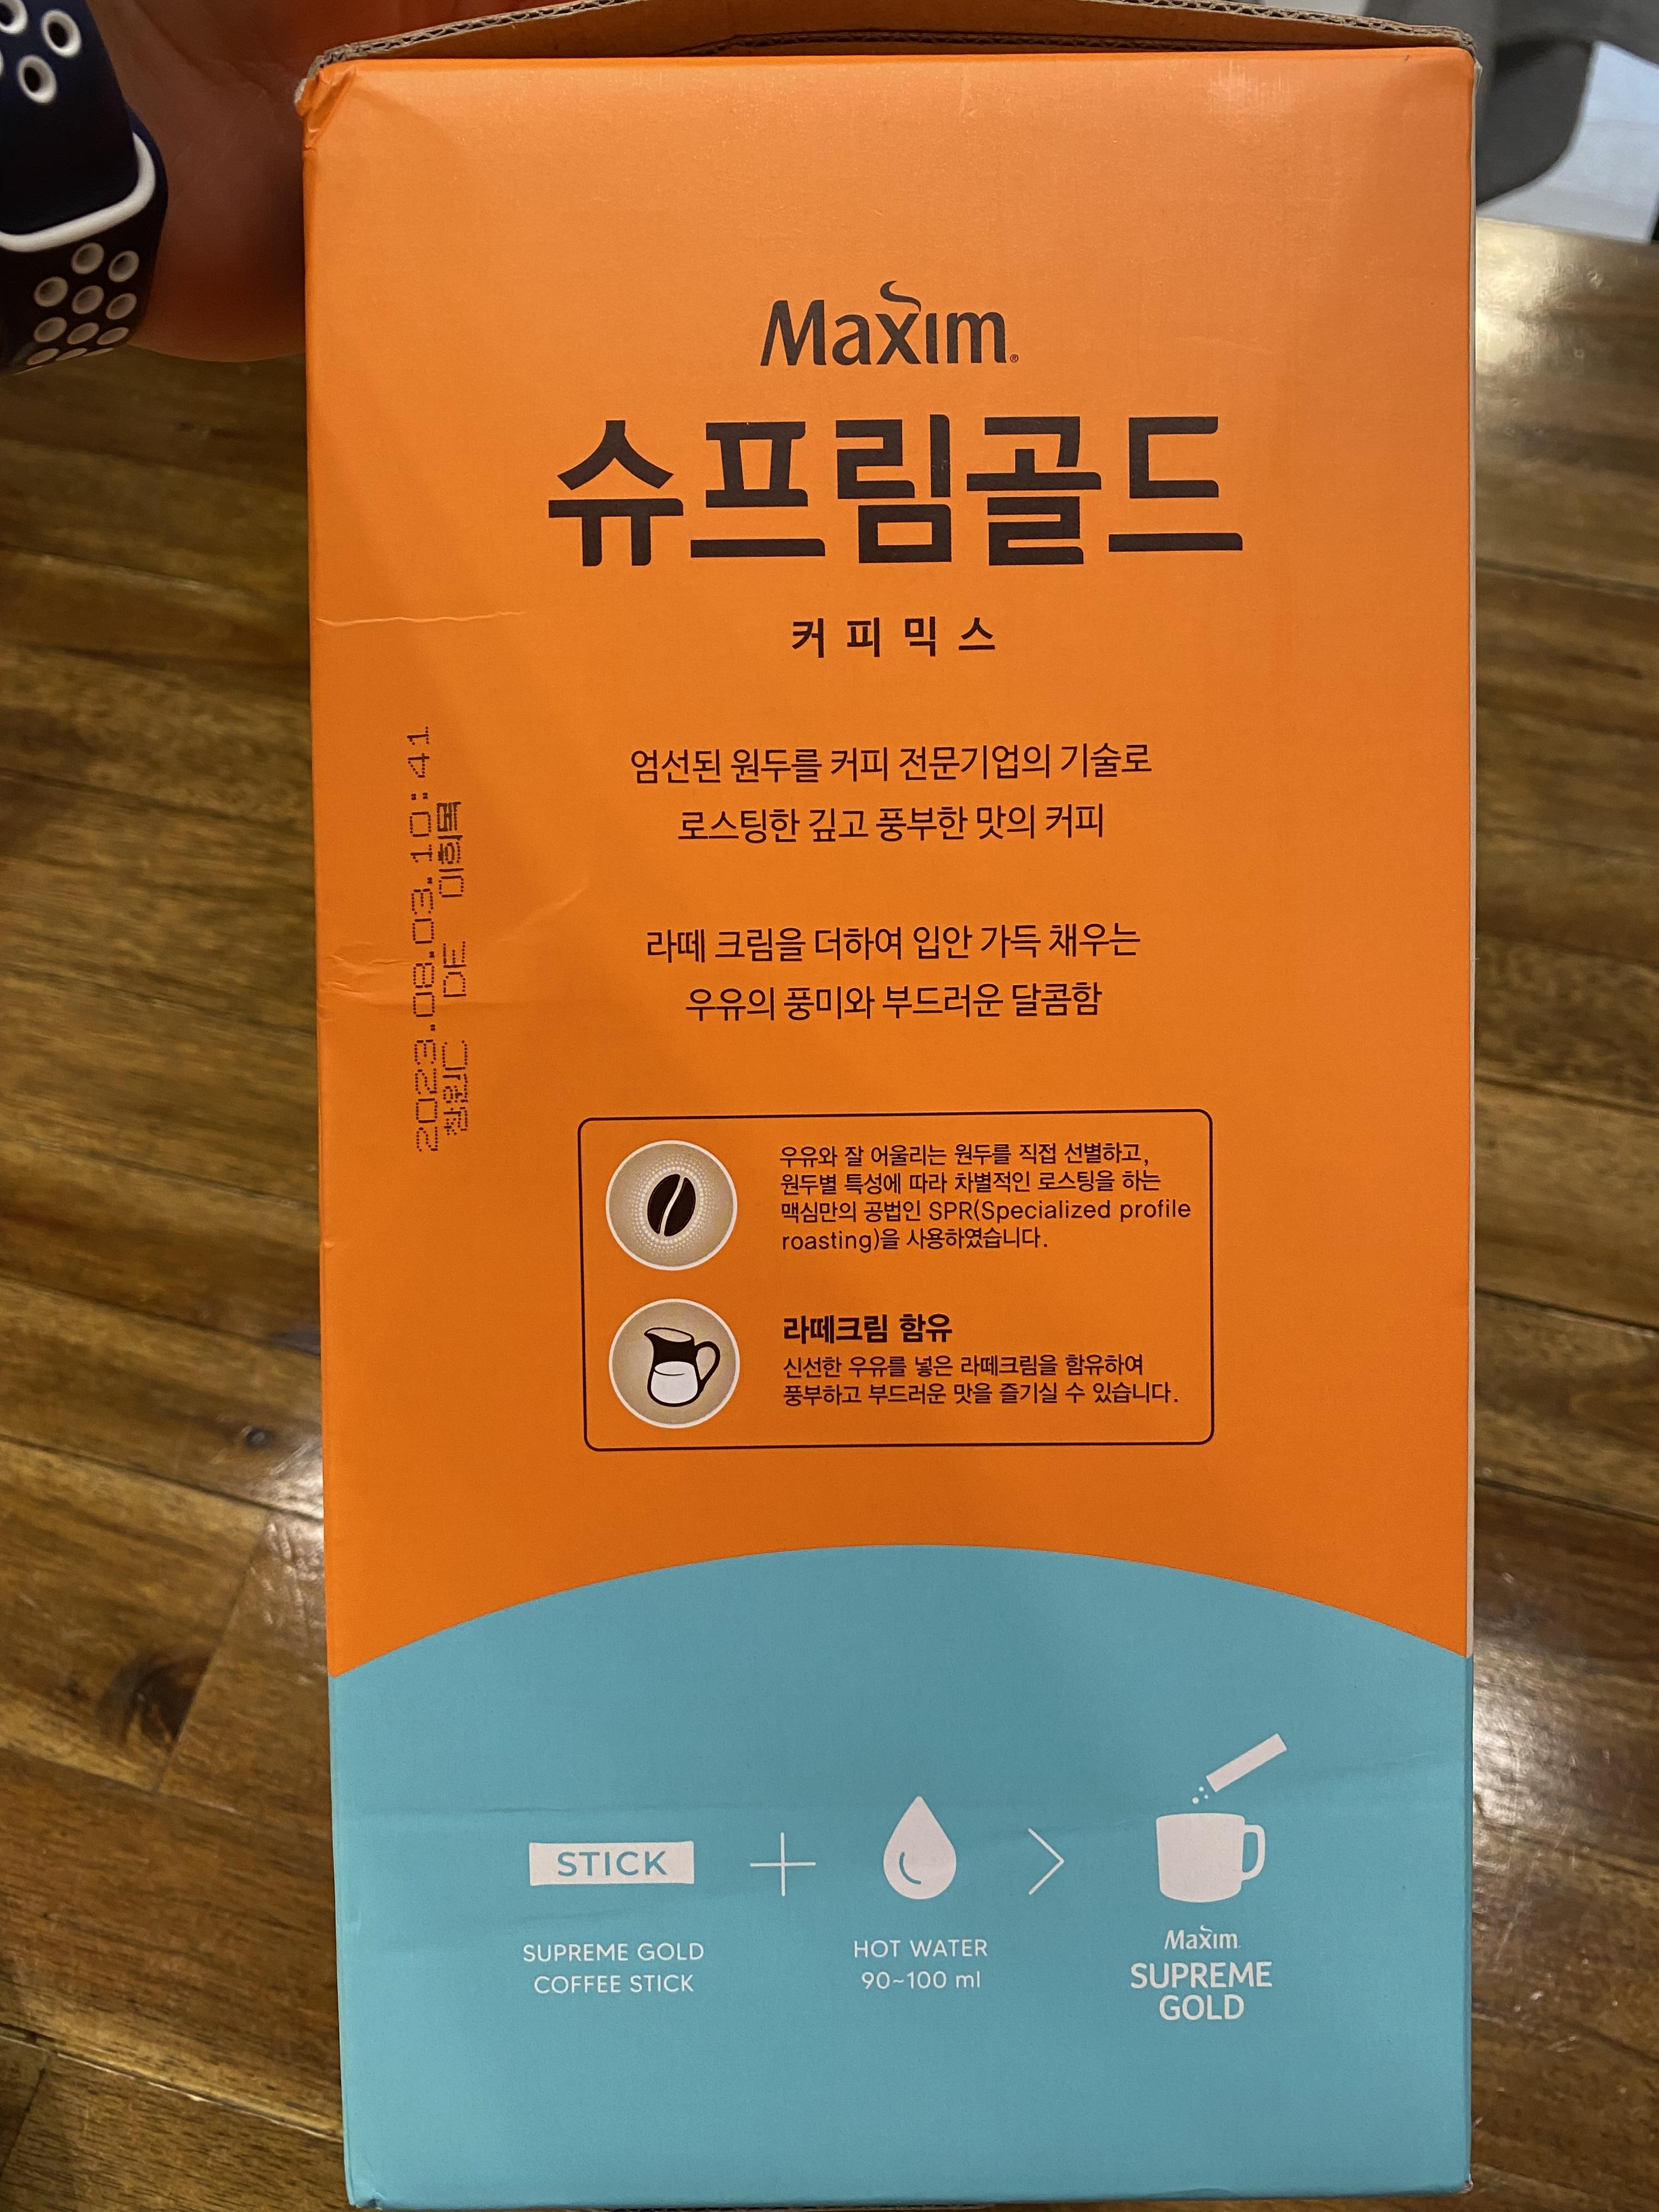 Maxim®
슈프림골드
커피믹스
2023.08.03.10:41
DE
엄선된 원두를 커피 전문기업의 기술로
로스팅한 깊고 풍부한 맛의 커피
라떼 크림을 더하여 입안 가득 채우는
우유의 풍미와 부드러운 달콤함
우유와 잘 어울리는 원두를 직접 선별하고,
원두별 특성에 따라 차별적인 로스팅을 하는
맥심만의 공법인 SPR(Specialized profile
roasting)을 사용하였습니다.
라떼크림 함유
신선한 우유를 넣은 라떼크림을 함유하여
풍부하고 부드러운 맛을 즐기실 수 있습니다.
STICK
SUPREME GOLD
COFFEE STICK
HOT WATER
90~100 ml
Maxim
SUPREME
GOLD